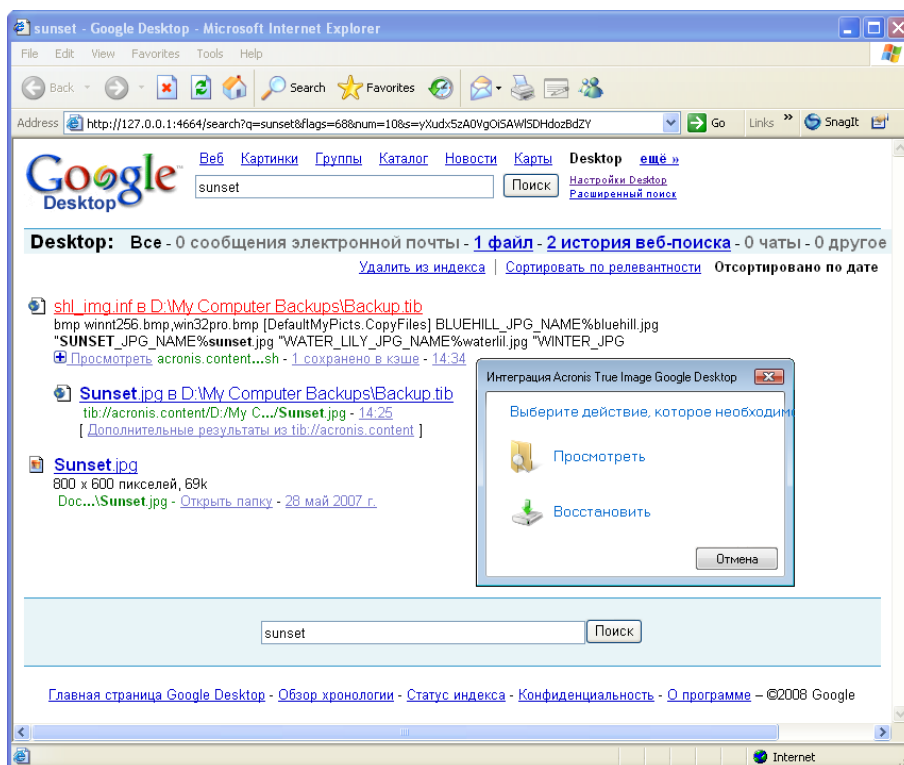 sunset - Google Desktop - Microsoft Internet Explorer
File Edit View Favorites Tools Help
Back Search Favorites
Address http://127.0.0.1:4664/search?q=sunset&flags=68&num=10&s=yXudx5zA0VgOi5AWlSDHdozBdZY Go Links » SnagIt
Веб Картинки Группы Каталог Новости Карты Desktop ещё »
Google Desktop
sunset Поиск Настройки Desktop
Расширенный поиск
Desktop: Все - 0 сообщения электронной почты - 1 файл - 2 история веб-поиска - 0 чаты - 0 другое
Удалить из индекса | Сортировать по релевантности Отсортировано по дате
shl_img.inf в D:\My Computer Backups\Backup.tib
bmp winnt256.bmp,win32pro.bmp [DefaultMyPicts.CopyFiles] BLUEHILL_JPG_NAME%bluehill.jpg
"SUNSET_JPG_NAME%sunset.jpg "WATER_LILY_JPG_NAME%waterlil.jpg "WINTER_JPG
Просмотреть acronis.content...sh - 1 сохранено в кэше - 14:34
Sunset.jpg в D:\My Computer Backups\Backup.tib
tib://acronis.content/D:/My C.../Sunset.jpg - 14:25
[ Дополнительные результаты из tib://acronis.content ]
Sunset.jpg
800 x 600 пикселей, 69k
Doc...\Sunset.jpg - Открыть папку - 28 май 2007 г.
Интеграция Acronis True Image Google Desktop
Выберите действие, которое необходим
Просмотреть
Восстановить
Отмена
sunset Поиск
Главная страница Google Desktop - Обзор хронологии - Статус индекса - Конфиденциальность - О программе – ©2008 Google
Internet